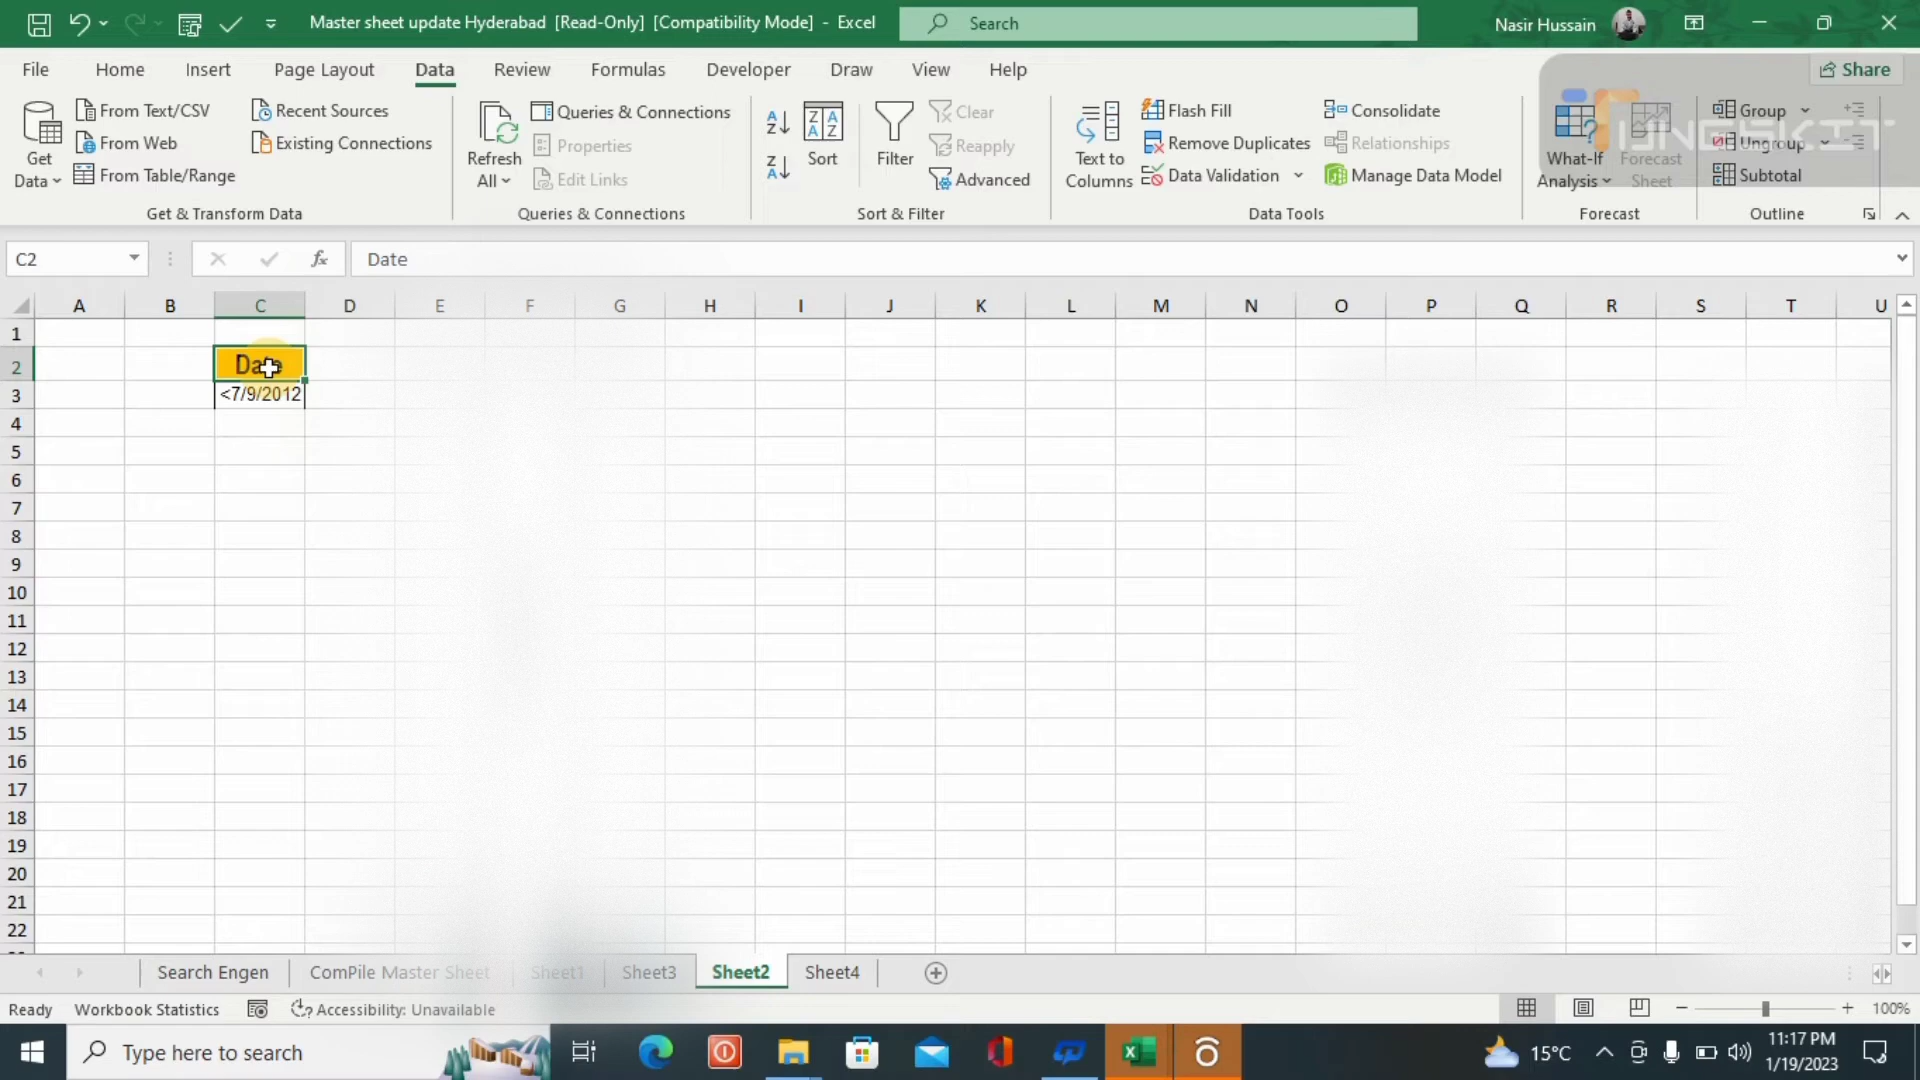 Master sheet update Hyderabad [Read-Only] [Compatibility Mode] - Excel
Search
Nasir Hussain
File Home Insert Page Layout Data Review Formulas Developer Draw View Help
Share
Get Data
From Text/CSV
From Web
From Table/Range
Recent Sources
Existing Connections
Get & Transform Data
Refresh All
Queries & Connections
Properties
Edit Links
Queries & Connections
Sort
Filter
Clear
Reapply
Advanced
Sort & Filter
Text to Columns
Flash Fill
Remove Duplicates
Data Validation
Consolidate
Relationships
Manage Data Model
Data Tools
What-If Analysis
Forecast Sheet
Forecast
Group
Ungroup
Subtotal
Outline
C2
fx
Date
A B C D E F G H I J K L M N O P Q R S T U
1
2 Date
3 <7/9/2012
4
5
6
7
8
9
10
11
12
13
14
15
16
17
18
19
20
21
22
Search Engen ComPile Master Sheet Sheet1 Sheet3 Sheet2 Sheet4
Ready Workbook Statistics Accessibility: Unavailable
100%
Type here to search
15°C
11:17 PM
1/19/2023